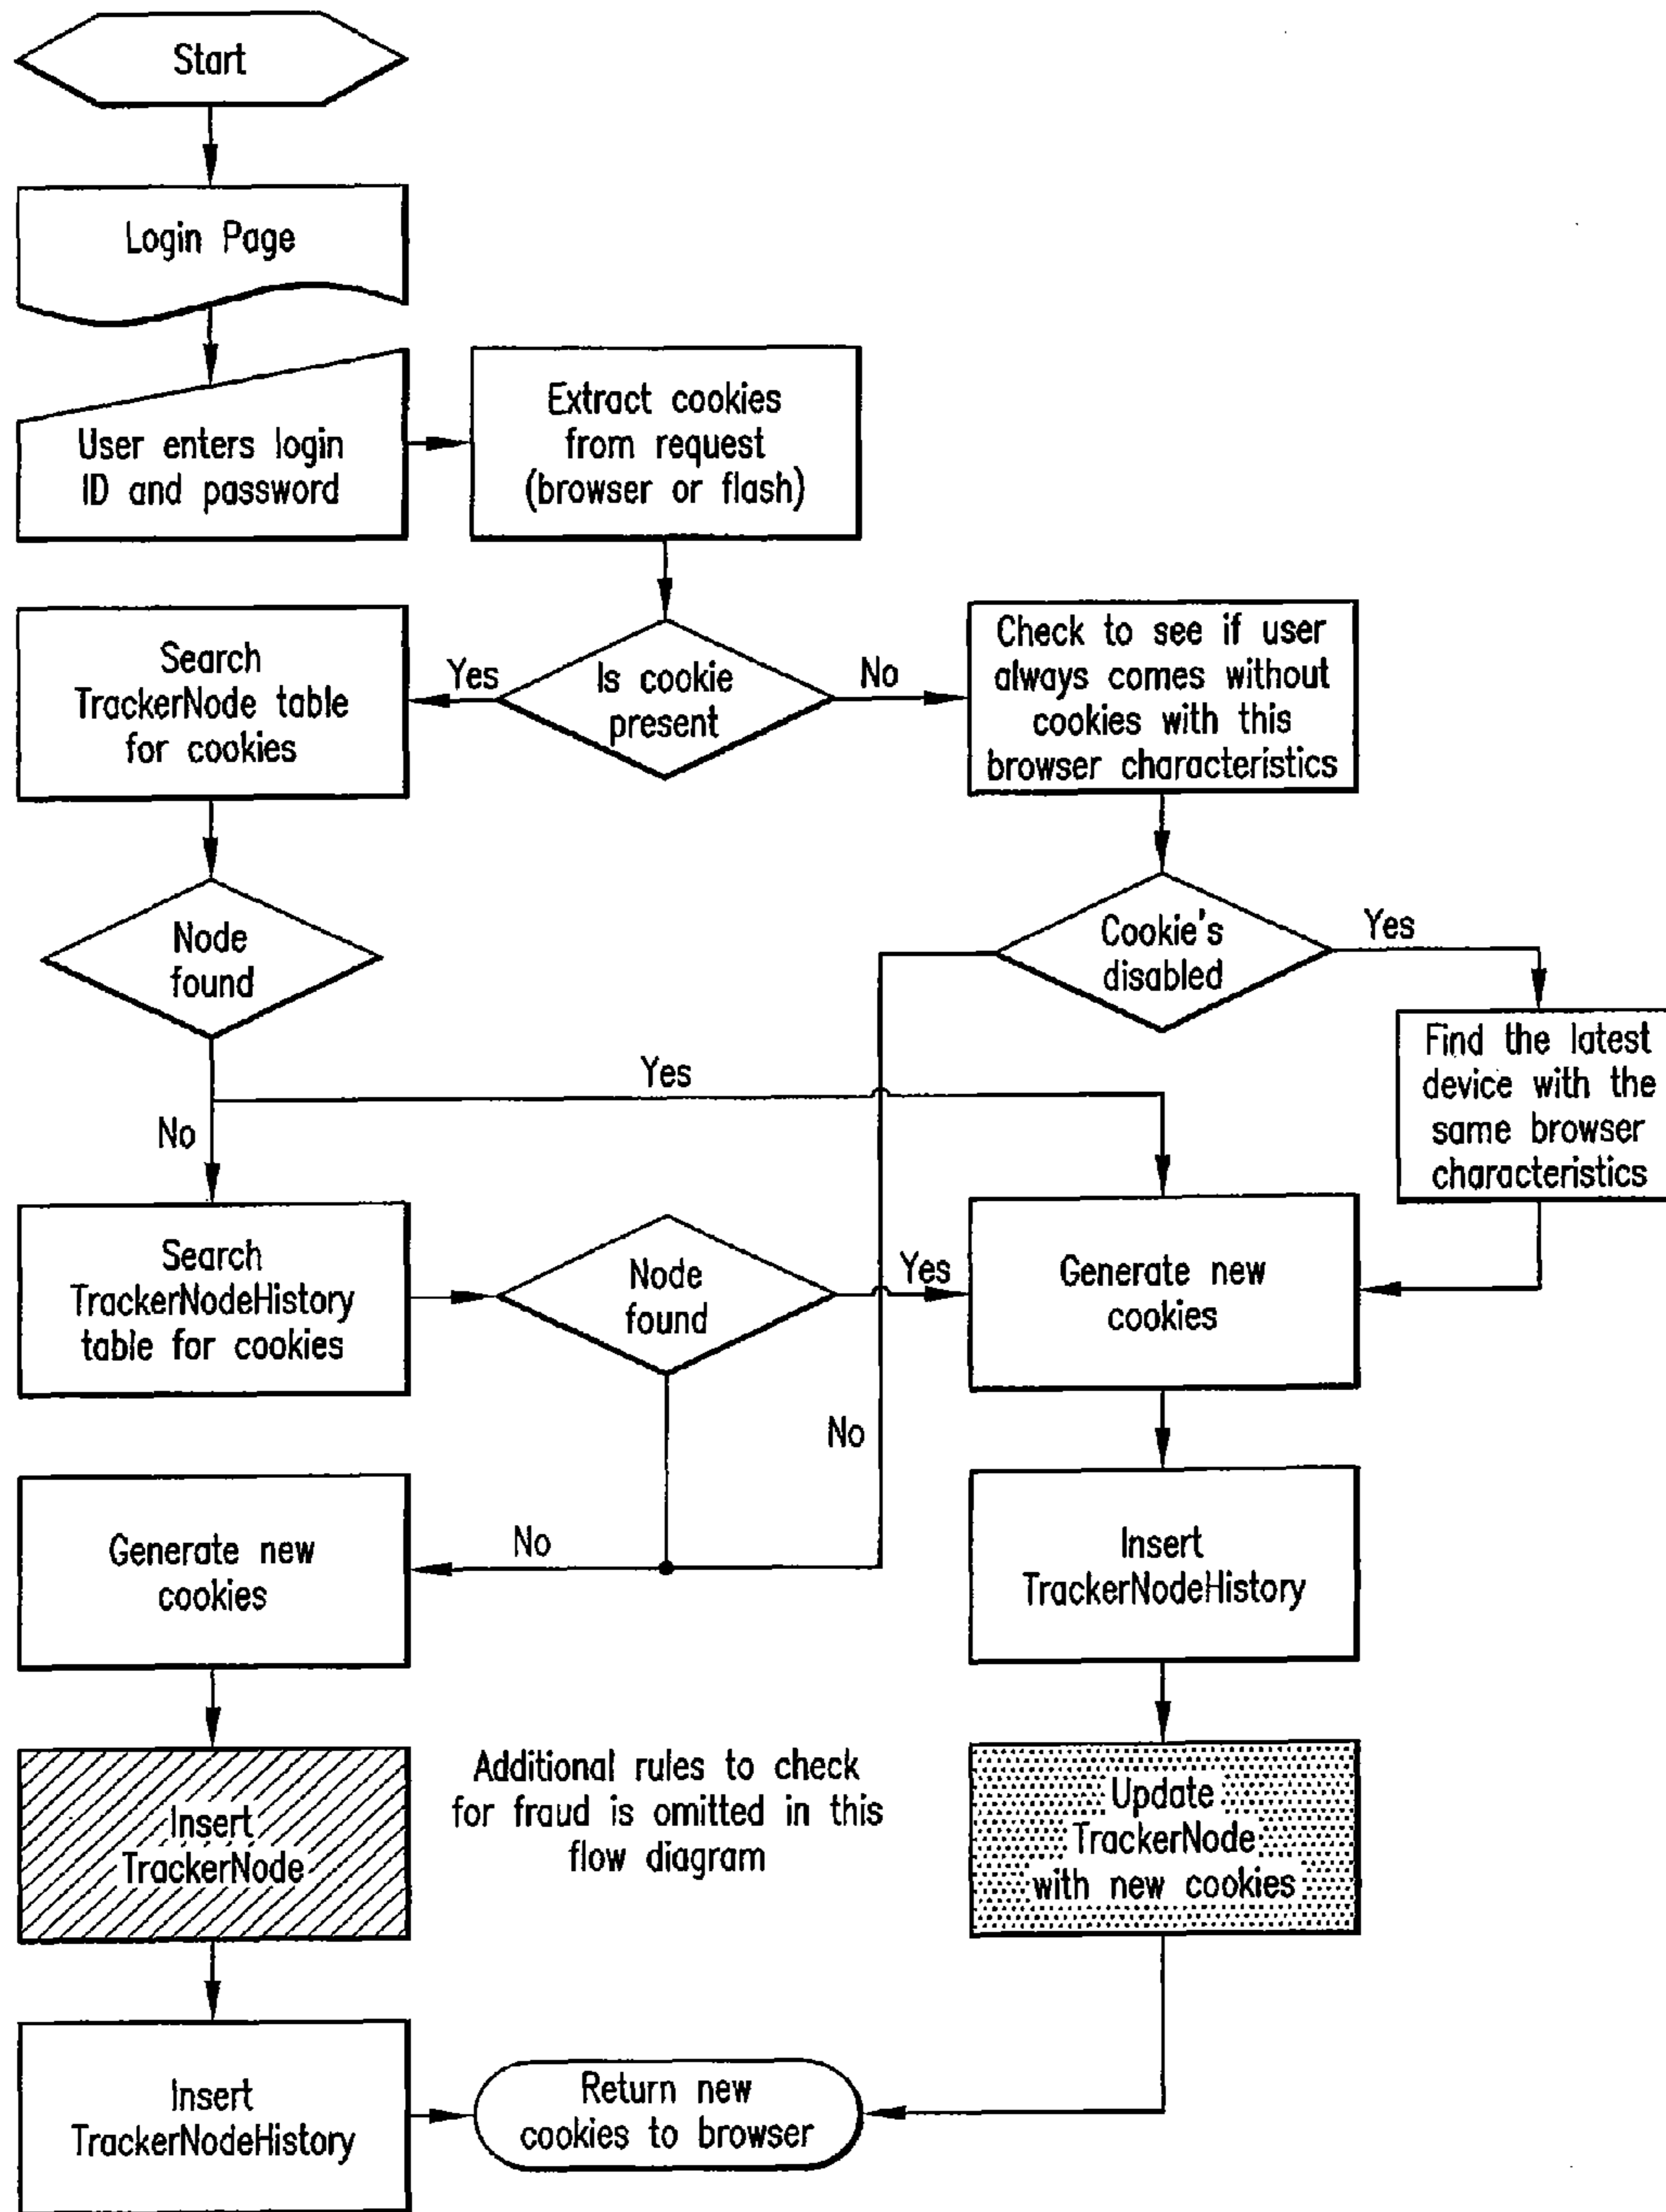 Start
Login Page
User enters login
ID and password
Extract cookies
from request
(browser or flash)
Search
TrackerNode table
for cookies
Yes
Is cookie
present
No
Check to see if user
always comes without
cookies with this
browser characteristics
Node
found
Cookie's
disabled
Yes
Find the latest
device with the
same browser
characteristics
Yes
No
Search
TrackerNodeHistory
table for cookies
Node
found
Yes
Generate new
cookies
No
Generate new
cookies
No
Insert
TrackerNodeHistory
Insert
TrackerNode
Additional rules to check
for fraud is omitted in this
flow diagram
Update
TrackerNode
with new cookies
Insert
TrackerNodeHistory
Return new
cookies to browser